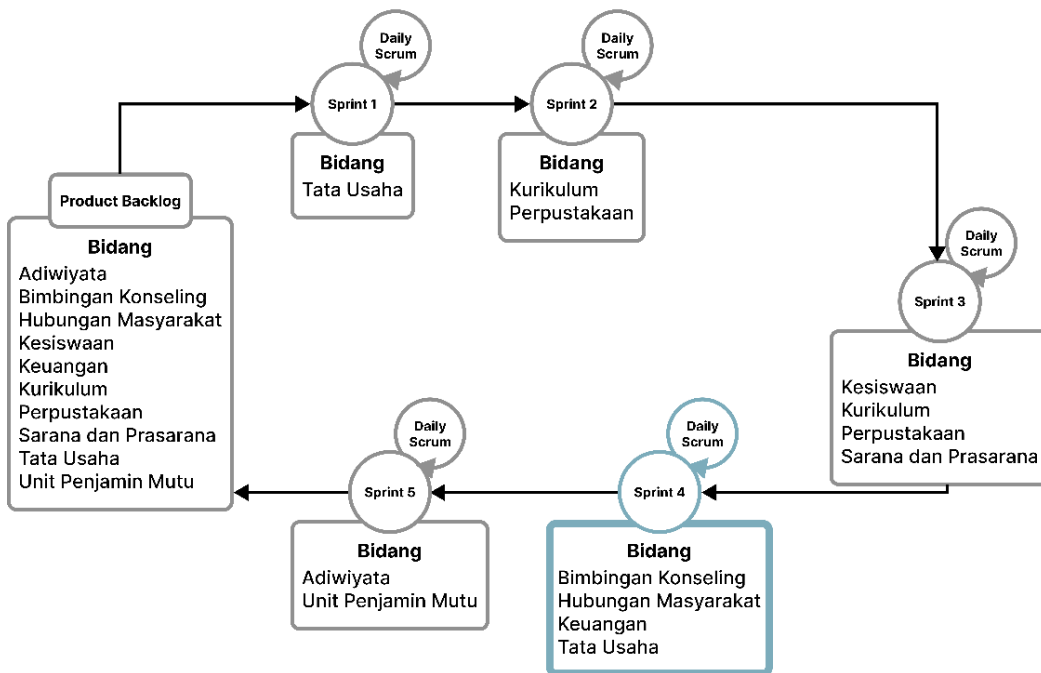 Product Backlog
Bidang
Adiwiyata
Bimbingan Konseling
Hubungan Masyarakat
Kesiswaan
Keuangan
Kurikulum
Perpustakaan
Sarana dan Prasarana
Tata Usaha
Unit Penjamin Mutu
Daily
Scrum
Sprint 1
Bidang
Tata Usaha
Daily
Scrum
Sprint 2
Bidang
Kurikulum
Perpustakaan
Daily
Scrum
Sprint 3
Bidang
Kesiswaan
Kurikulum
Perpustakaan
Sarana dan Prasarana
Daily
Scrum
Sprint 4
Bidang
Bimbingan Konseling
Hubungan Masyarakat
Keuangan
Tata Usaha
Daily
Scrum
Sprint 5
Bidang
Adiwiyata
Unit Penjamin Mutu